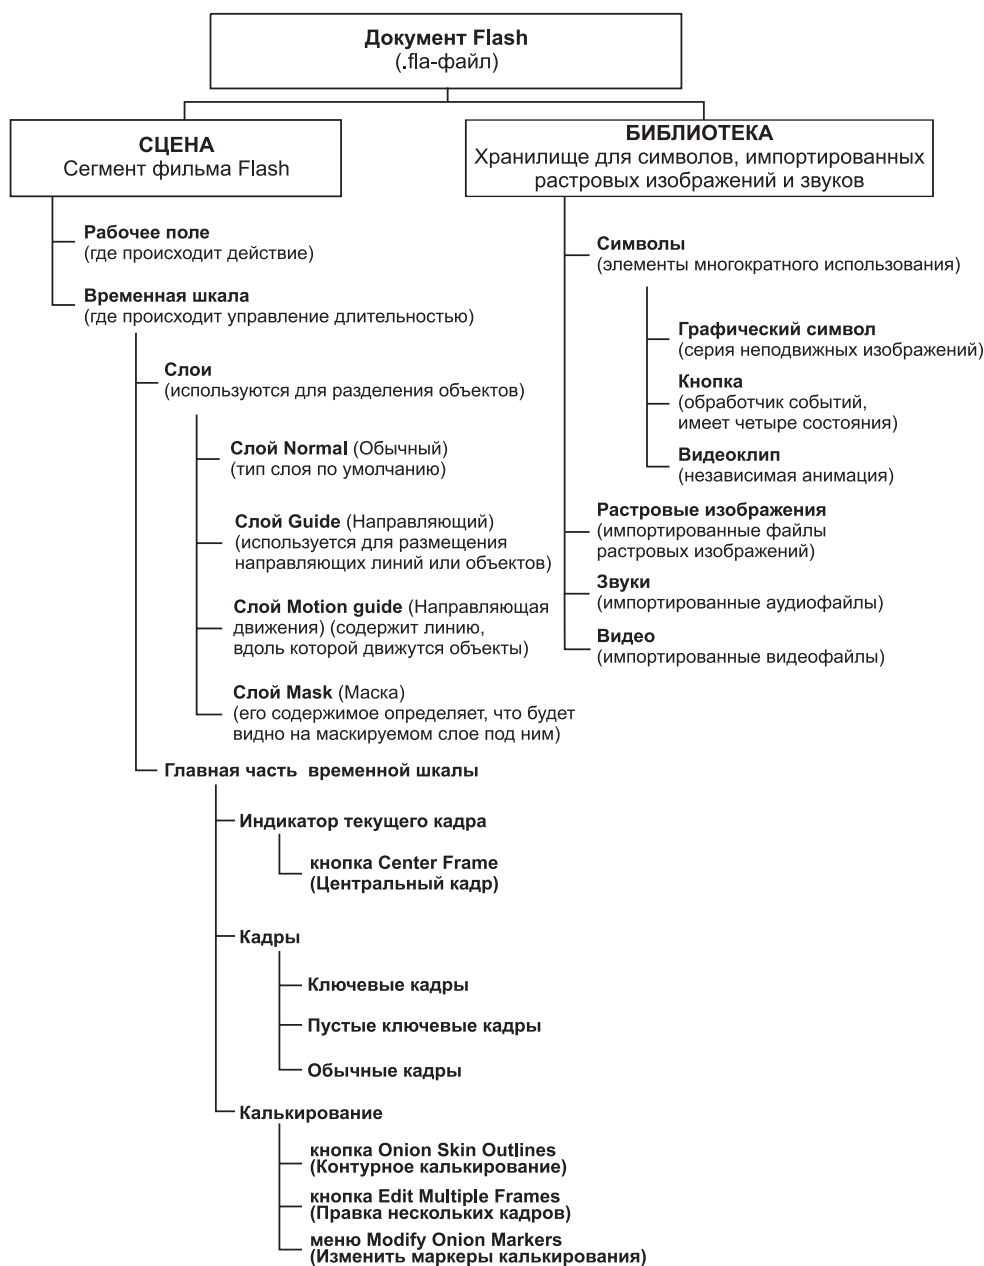 Документ Flash
(.fla-файл)
СЦЕНА
Сегмент фильма Flash
Рабочее поле
(где происходит действие)
Временная шкала
(где происходит управление длительностью)
Слои
(используются для разделения объектов)
Слой Normal (Обычный)
(тип слоя по умолчанию)
Слой Guide (Направляющий)
(используется для размещения
направляющих линий или объектов)
Слой Motion guide (Направляющая
движения) (содержит линию,
вдоль которой движутся объекты)
Слой Mask (Маска)
(его содержимое определяет, что будет
видно на маскируемом слое под ним)
Главная часть временной шкалы
Индикатор текущего кадра
кнопка Center Frame
(Центральный кадр)
Кадры
Ключевые кадры
Пустые ключевые кадры
Обычные кадры
Калькирование
кнопка Onion Skin Outlines
(Контурное калькирование)
кнопка Edit Multiple Frames
(Правка нескольких кадров)
меню Modify Onion Markers
(Изменить маркеры калькирования)
БИБЛИОТЕКА
Хранилище для символов, импортированных
растровых изображений и звуков
Символы
(элементы многократного использования)
Графический символ
(серия неподвижных изображений)
Кнопка
(обработчик событий,
имеет четыре состояния)
Видеоклип
(независимая анимация)
Растровые изображения
(импортированные файлы
растровых изображений)
Звуки
(импортированные аудиофайлы)
Видео
(импортированные видеофайлы)